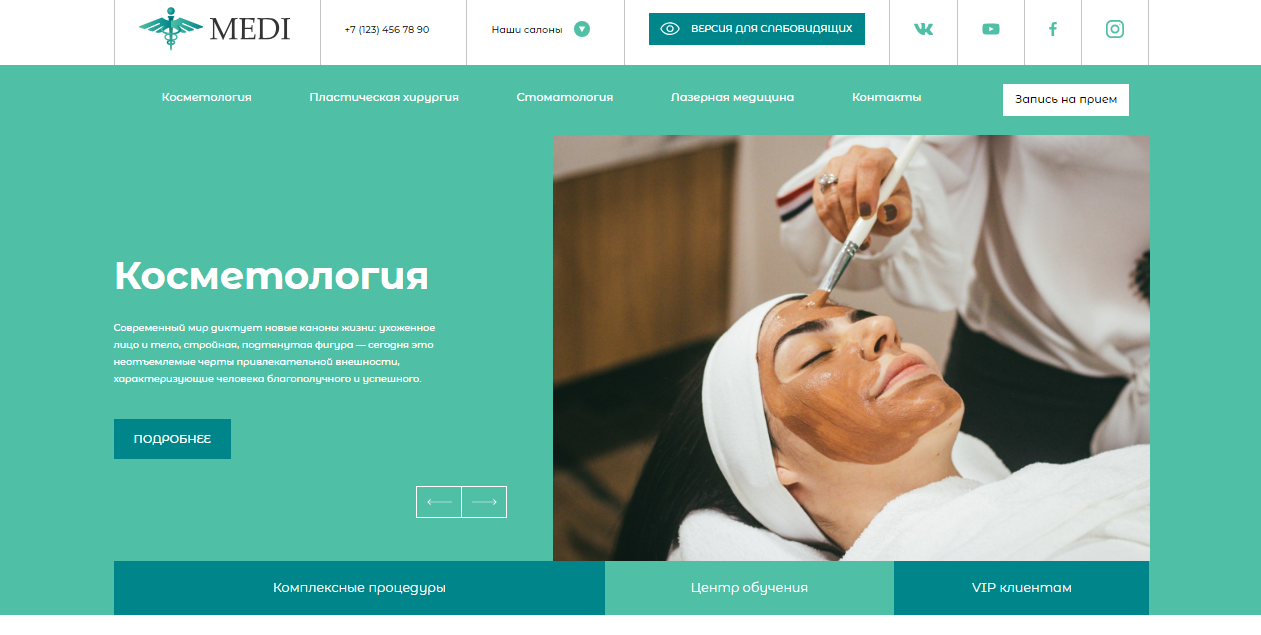 MEDI
+7 (123) 456 78 90
Наши салоны
ВЕРСИЯ ДЛЯ СЛАБОВИДЯЩИХ
Косметология
Пластическая хирургия
Стоматология
Лазерная медицина
Контакты
Запись на прием
Косметология
Современный мир диктует новые каноны жизни: ухоженное
лицо и тело, стройная, подтянутая фигура — сегодня это
неотъемлемые черты привлекательной внешности,
характеризующие человека благополучного и успешного.
ПОДРОБНЕЕ
Комплексные процедуры
Центр обучения
VIP клиентам